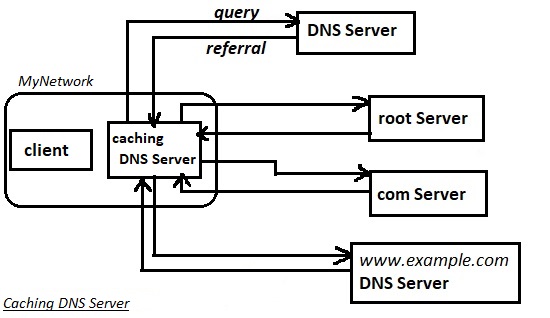 query
DNS Server
referral
MyNetwork
root Server
client
caching
DNS Server
com Server
www.example.com
DNS Server
Caching DNS Server